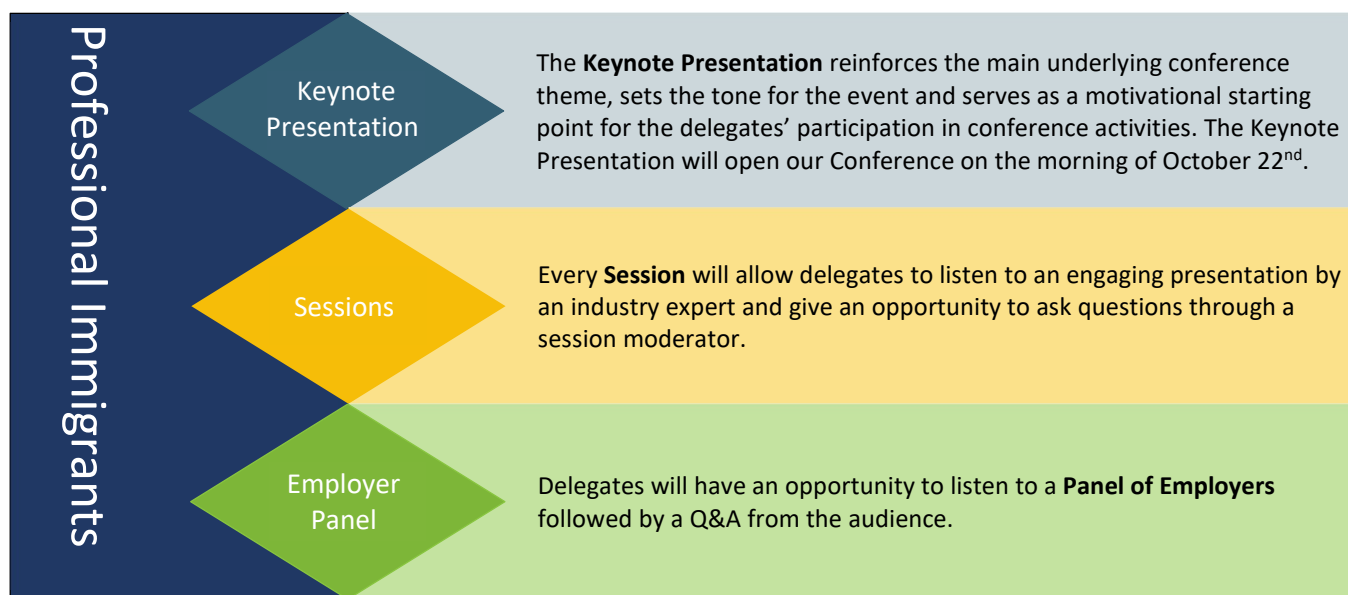 Professional Immigrants
Keynote
Presentation
The Keynote Presentation reinforces the main underlying conference
theme, sets the tone for the event and serves as a motivational starting
point for the delegates’ participation in conference activities. The Keynote
Presentation will open our Conference on the morning of October 22nd.
Sessions
Every Session will allow delegates to listen to an engaging presentation by
an industry expert and give an opportunity to ask questions through a
session moderator.
Employer
Panel
Delegates will have an opportunity to listen to a Panel of Employers
followed by a Q&A from the audience.